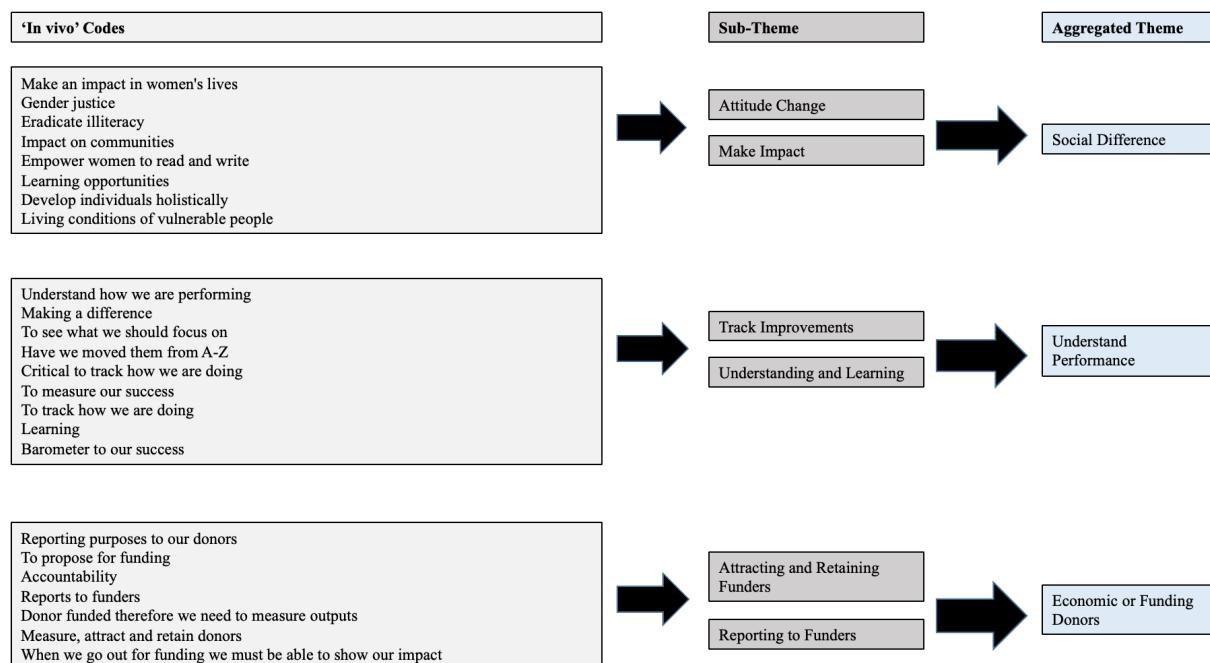 ‘In vivo’ Codes
Sub-Theme
Aggregated Theme
Make an impact in women's lives
Gender justice
Eradicate illiteracy
Impact on communities
Empower women to read and write
Learning opportunities
Develop individuals holistically
Living conditions of vulnerable people
Attitude Change
Make Impact
Social Difference
Understand how we are performing
Making a difference
To see what we should focus on
Have we moved them from A-Z
Critical to track how we are doing
To measure our success
To track how we are doing
Learning
Barometer to our success
Track Improvements
Understanding and Learning
Understand
Performance
Reporting purposes to our donors
To propose for funding
Accountability
Reports to funders
Donor funded therefore we need to measure outputs
Measure, attract and retain donors
When we go out for funding we must be able to show our impact
Attracting and Retaining
Funders
Reporting to Funders
Economic or Funding
Donors